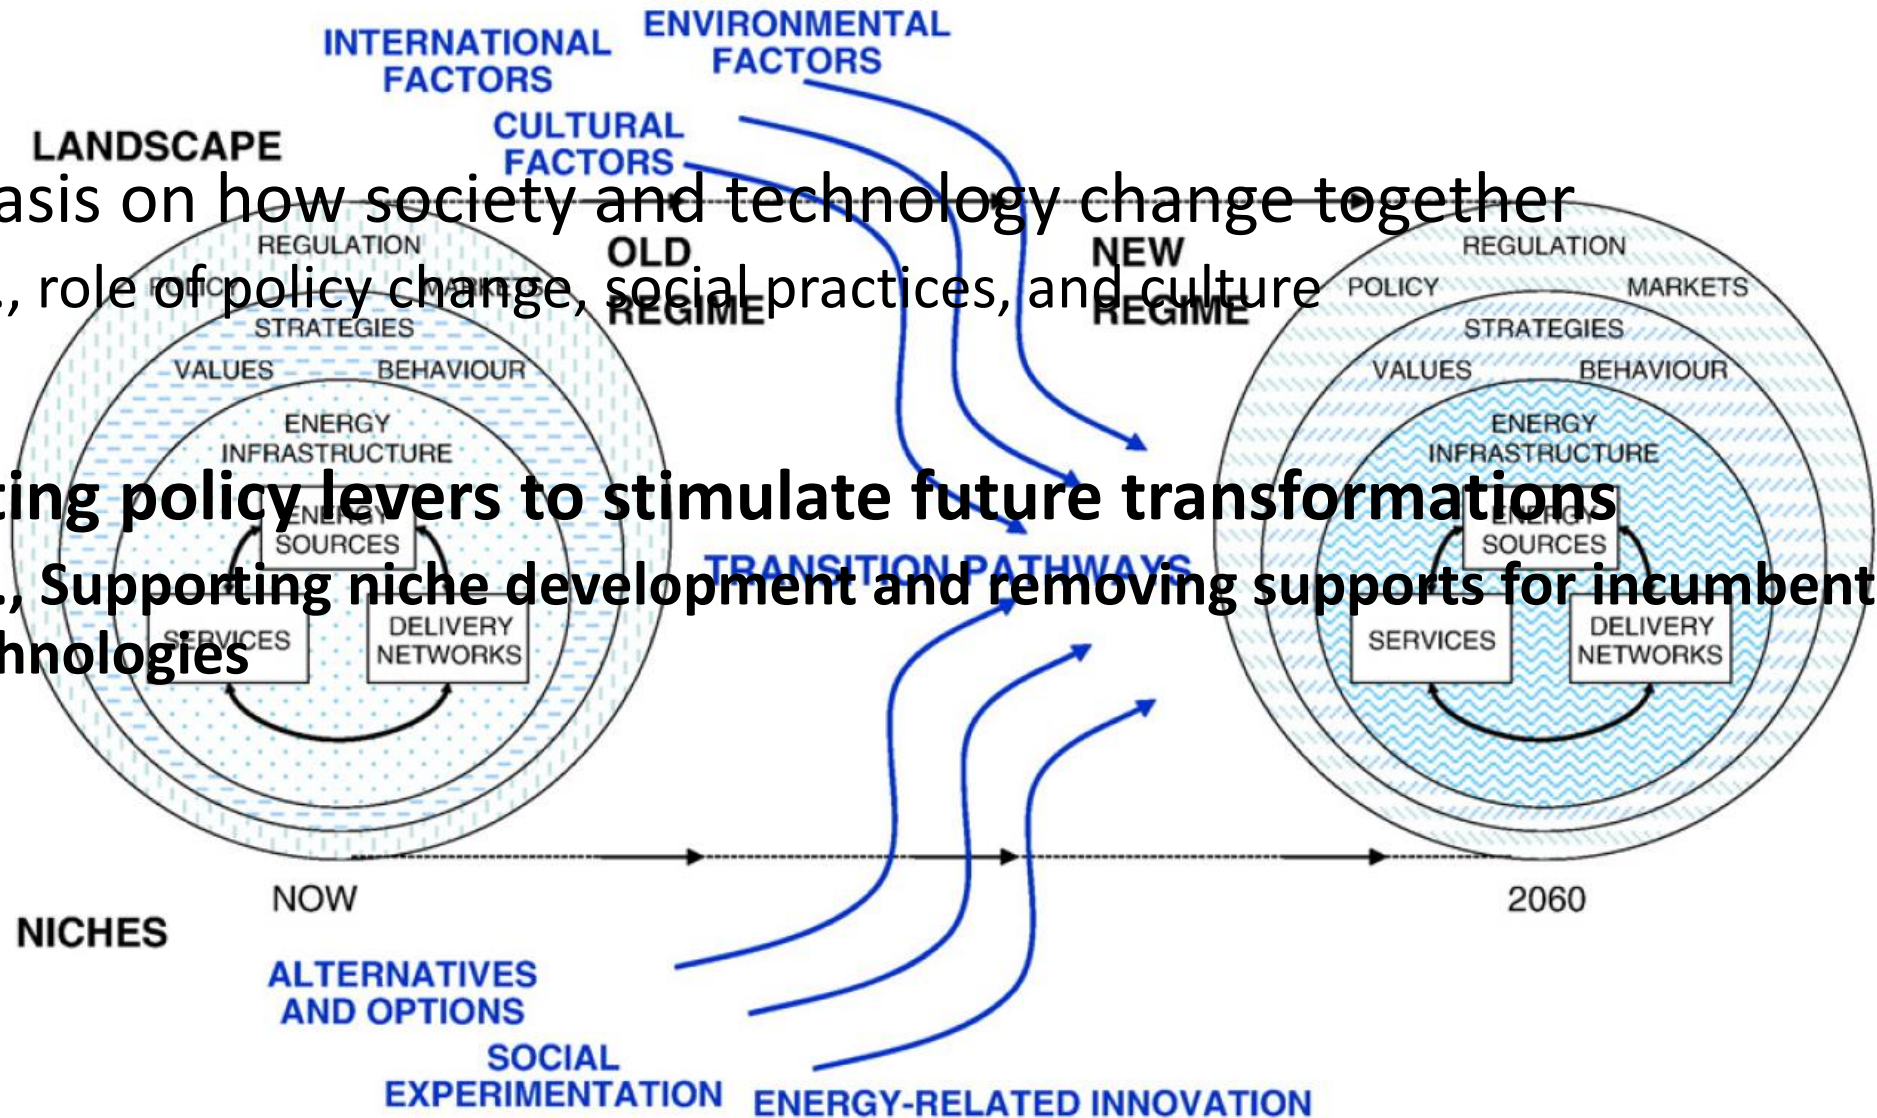 ENVIRONMENTAL
FACTORS
INTERNATIONAL
FACTORS
CULTURAL
FACTORS
LANDSCAPE
asis on how society and technology change together
., role of policy change, social practices, and culture
OLD
REGIME
NEW
REGIME
REGULATION
POLICY MARKETS
STRATEGIES
VALUES BEHAVIOUR
ENERGY
INFRASTRUCTURE
ENERGY
SOURCES
SERVICES
DELIVERY
NETWORKS
ting policy levers to stimulate future transformations
., Supporting niche development and removing supports for incumbent
hnologies
TRANSITION PATHWAYS
REGULATION
POLICY MARKETS
STRATEGIES
VALUES BEHAVIOUR
ENERGY
INFRASTRUCTURE
ENERGY
SOURCES
SERVICES
DELIVERY
NETWORKS
NOW
2060
NICHES
ALTERNATIVES
AND OPTIONS
SOCIAL
EXPERIMENTATION
ENERGY-RELATED INNOVATION